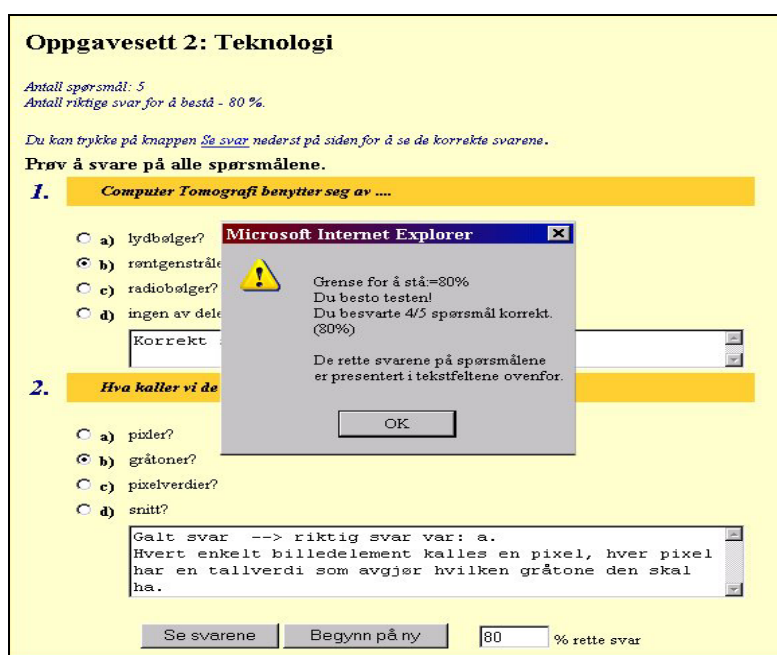 Oppgavesett 2: Teknologi
Antall spørsmål: 5
Antall riktige svar for å bestå - 80 %.
Du kan trykke på knappen Se svar nederst på siden for å se de korrekte svarene.
Prøv å svare på alle spørsmålene.
1. Computer Tomografi benytter seg av ....
a) lydbølger?
b) røntgenstråle
c) radiobølger?
d) ingen av dele
Korrekt
Microsoft Internet Explorer
Grense for å stå:=80%
Du besto testen!
Du besvarte 4/5 spørsmål korrekt.
(80%)
De rette svarene på spørsmålene
er presentert i tekstfeltene ovenfor.
OK
2. Hva kaller vi de
a) pixler?
b) gråtoner?
c) pixelverdier?
d) snitt?
Galt svar --> riktig svar var: a.
Hvert enkelt billedelement kalles en pixel, hver pixel
har en tallverdi som avgjør hvilken gråtone den skal
ha.
Se svarene Begynn på ny 80 % rette svar